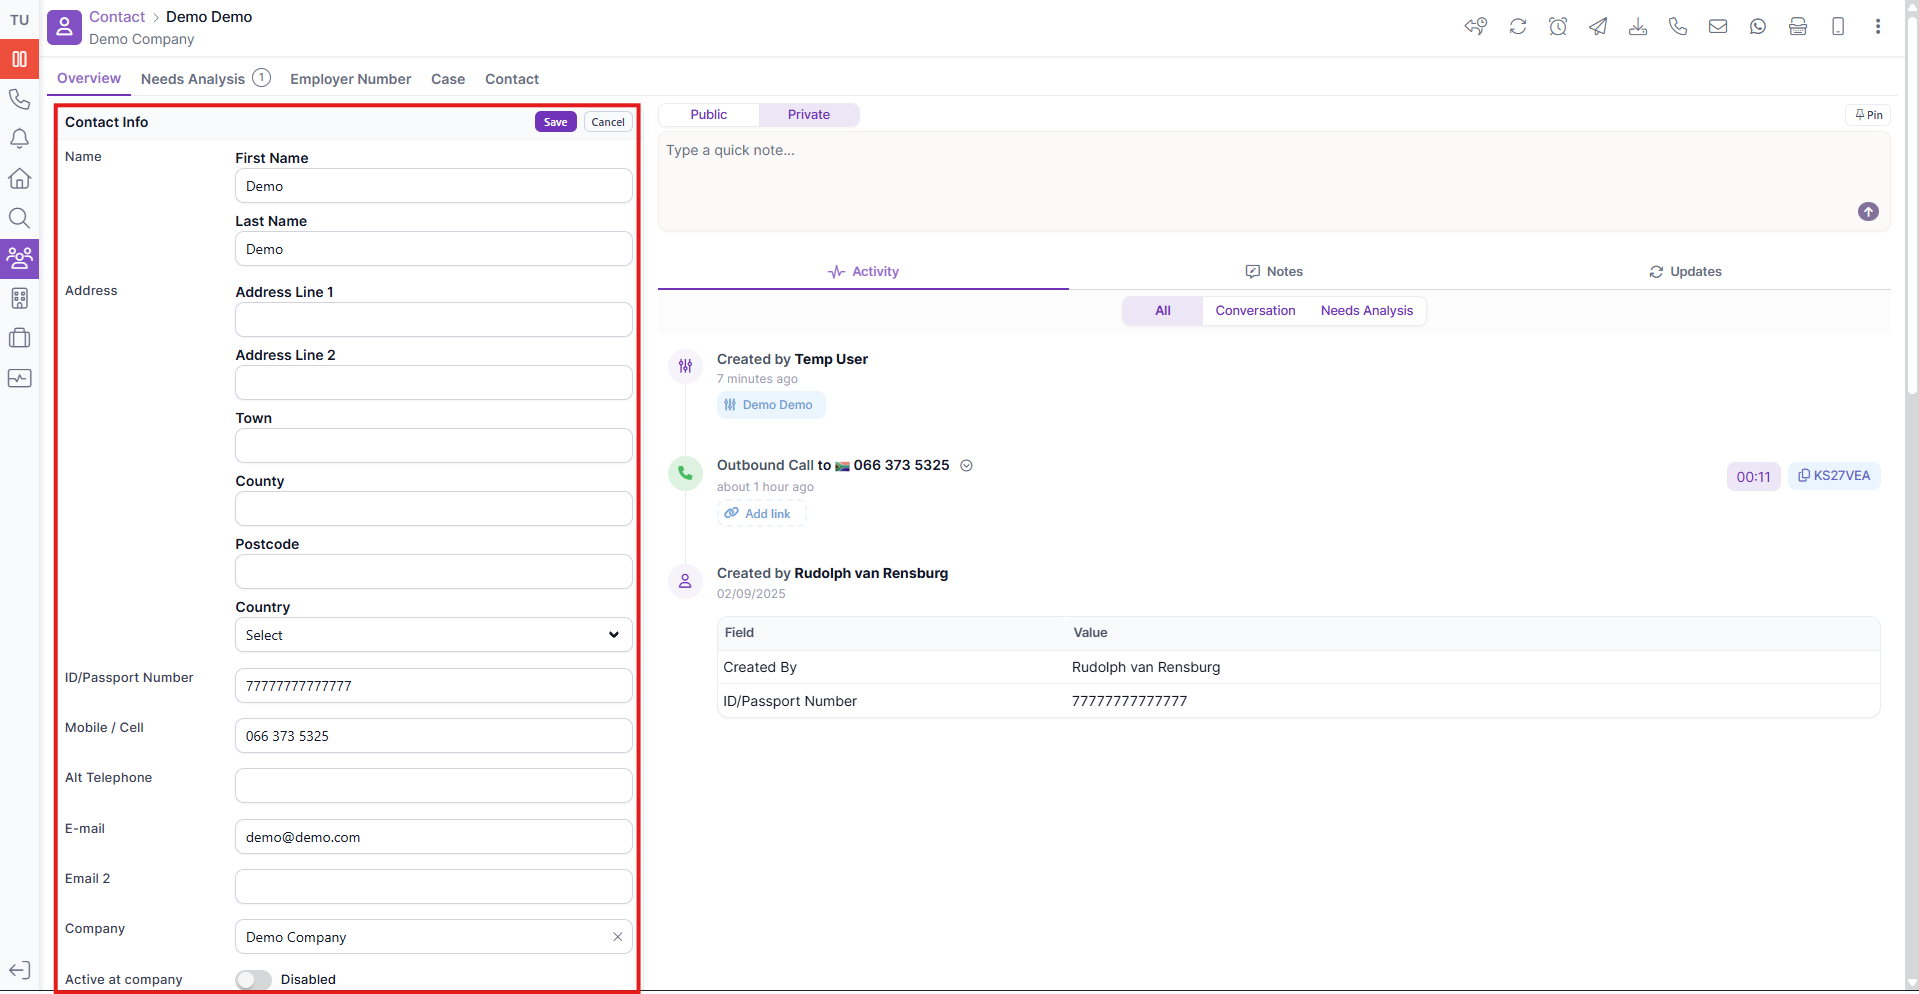 TU
Contact > Demo Demo
Demo Company
Overview Needs Analysis 1 Employer Number Case Contact
Contact Info Save Cancel
Name
First Name
Demo
Last Name
Demo
Address
Address Line 1
Address Line 2
Town
County
Postcode
Country
Select
ID/Passport Number 77777777777777
Mobile / Cell 066 373 5325
Alt Telephone
E-mail demo@demo.com
Email 2
Company Demo Company
Active at company Disabled
Public Private Pin
Type a quick note...
Activity Notes Updates
All Conversation Needs Analysis
Created by Temp User
7 minutes ago
Demo Demo
Outbound Call to 066 373 5325 00:11 KS27VEA
about 1 hour ago
Add link
Created by Rudolph van Rensburg
02/09/2025
Field Value
Created By Rudolph van Rensburg
ID/Passport Number 77777777777777